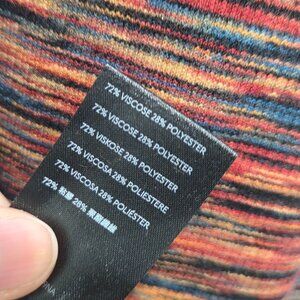 72% VISCOSE 28% POLYESTER
72% VISCOSE 28% POLYESTER
72% VISKOSE 28% POLYESTER
72% VISCOSA 28% POLIESTERE
72% VISCOSA 28% POLIÉSTER
72% 28%